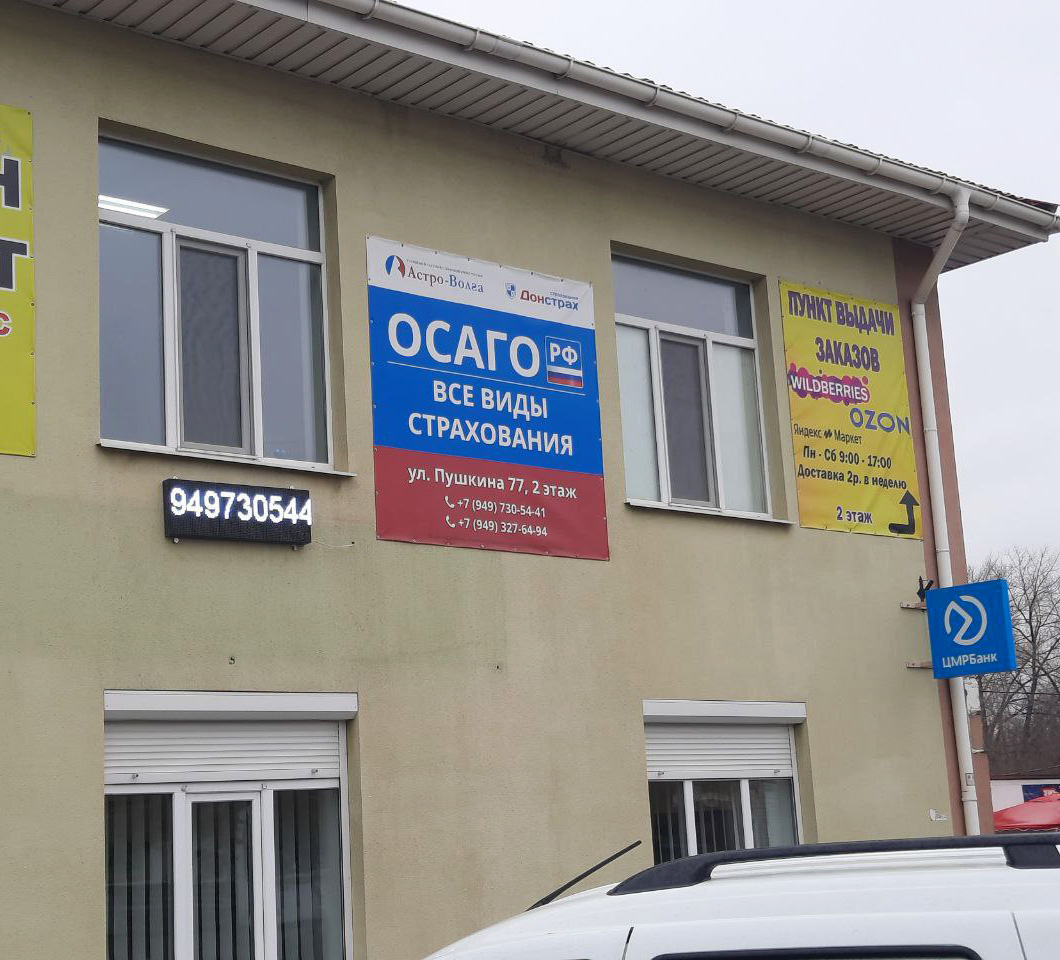 Н
Т
с
Астро-Волга
Донстрах
ОСАГО РФ
ВСЕ ВИДЫ
СТРАХОВАНИЯ
ул. Пушкина 77, 2 этаж
+7 (949) 730-54-41
+7 (949) 327-64-94
949730544
ПУНКТ ВЫДАЧИ
ЗАКАЗОВ
WILDBERRIES
OZON
Яндекс Маркет
Пн - Сб 9:00 - 17:00
Доставка 2р. в неделю
2 этаж
ЦМРБанк